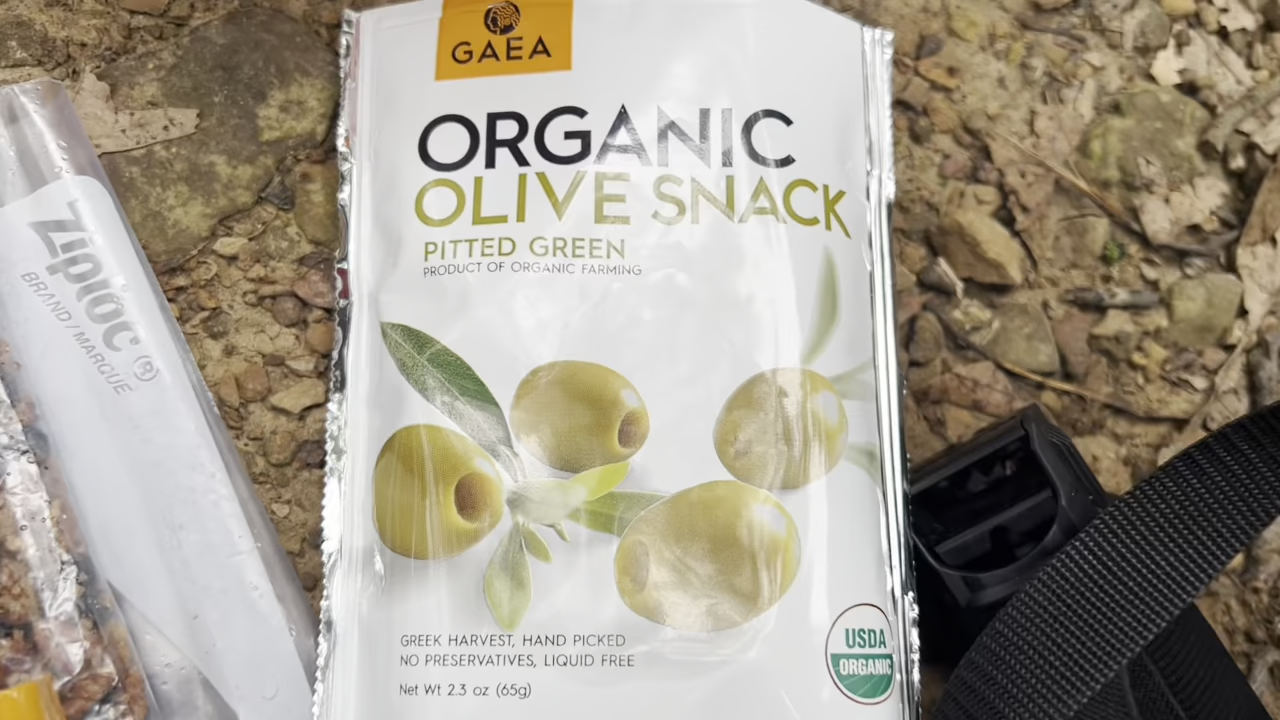 GAEA
ORGANIC
OLIVE SNACK
PITTED GREEN
PRODUCT OF ORGANIC FARMING
Ziploc®
BRAND / MARQUE
GREEK HARVEST, HAND PICKED
NO PRESERVATIVES, LIQUID FREE
Net Wt 2.3 oz (65g)
USDA
ORGANIC